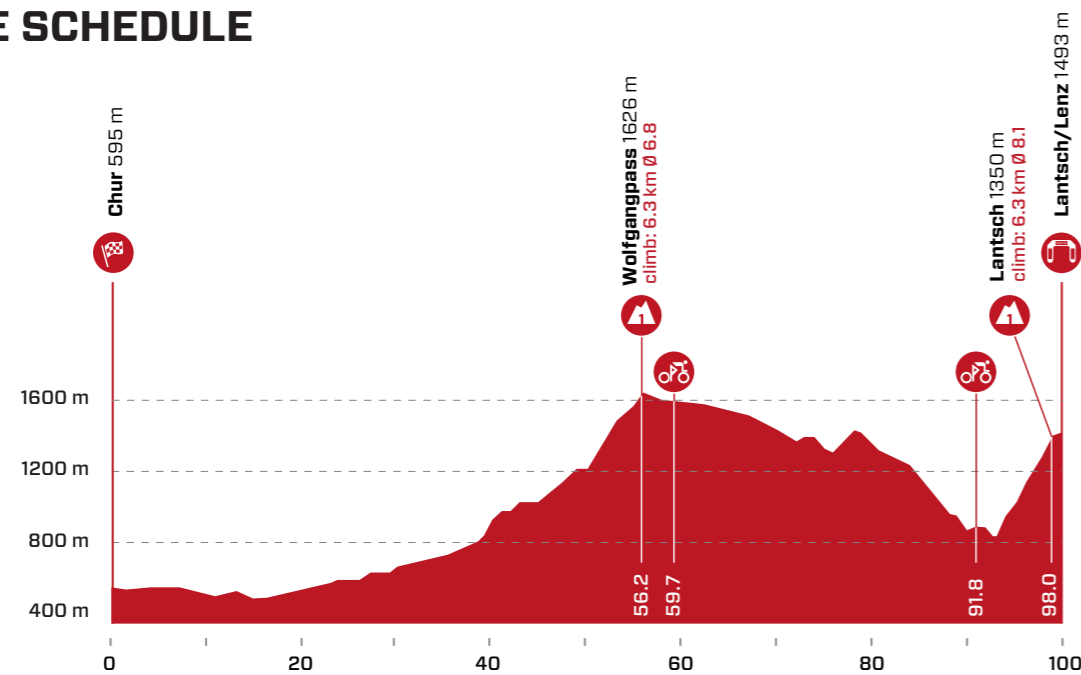 E SCHEDULE
Chur 595 m
Wolfgangpass 1626 m
climb: 6.3 km Ø 6.8
1
Lantsch 1350 m
climb: 6.3 km Ø 8.1
1
Lantsch/Lenz 1493 m
1600 m
1200 m
800 m
400 m
56.2
59.7
91.8
98.0
0 20 40 60 80 100